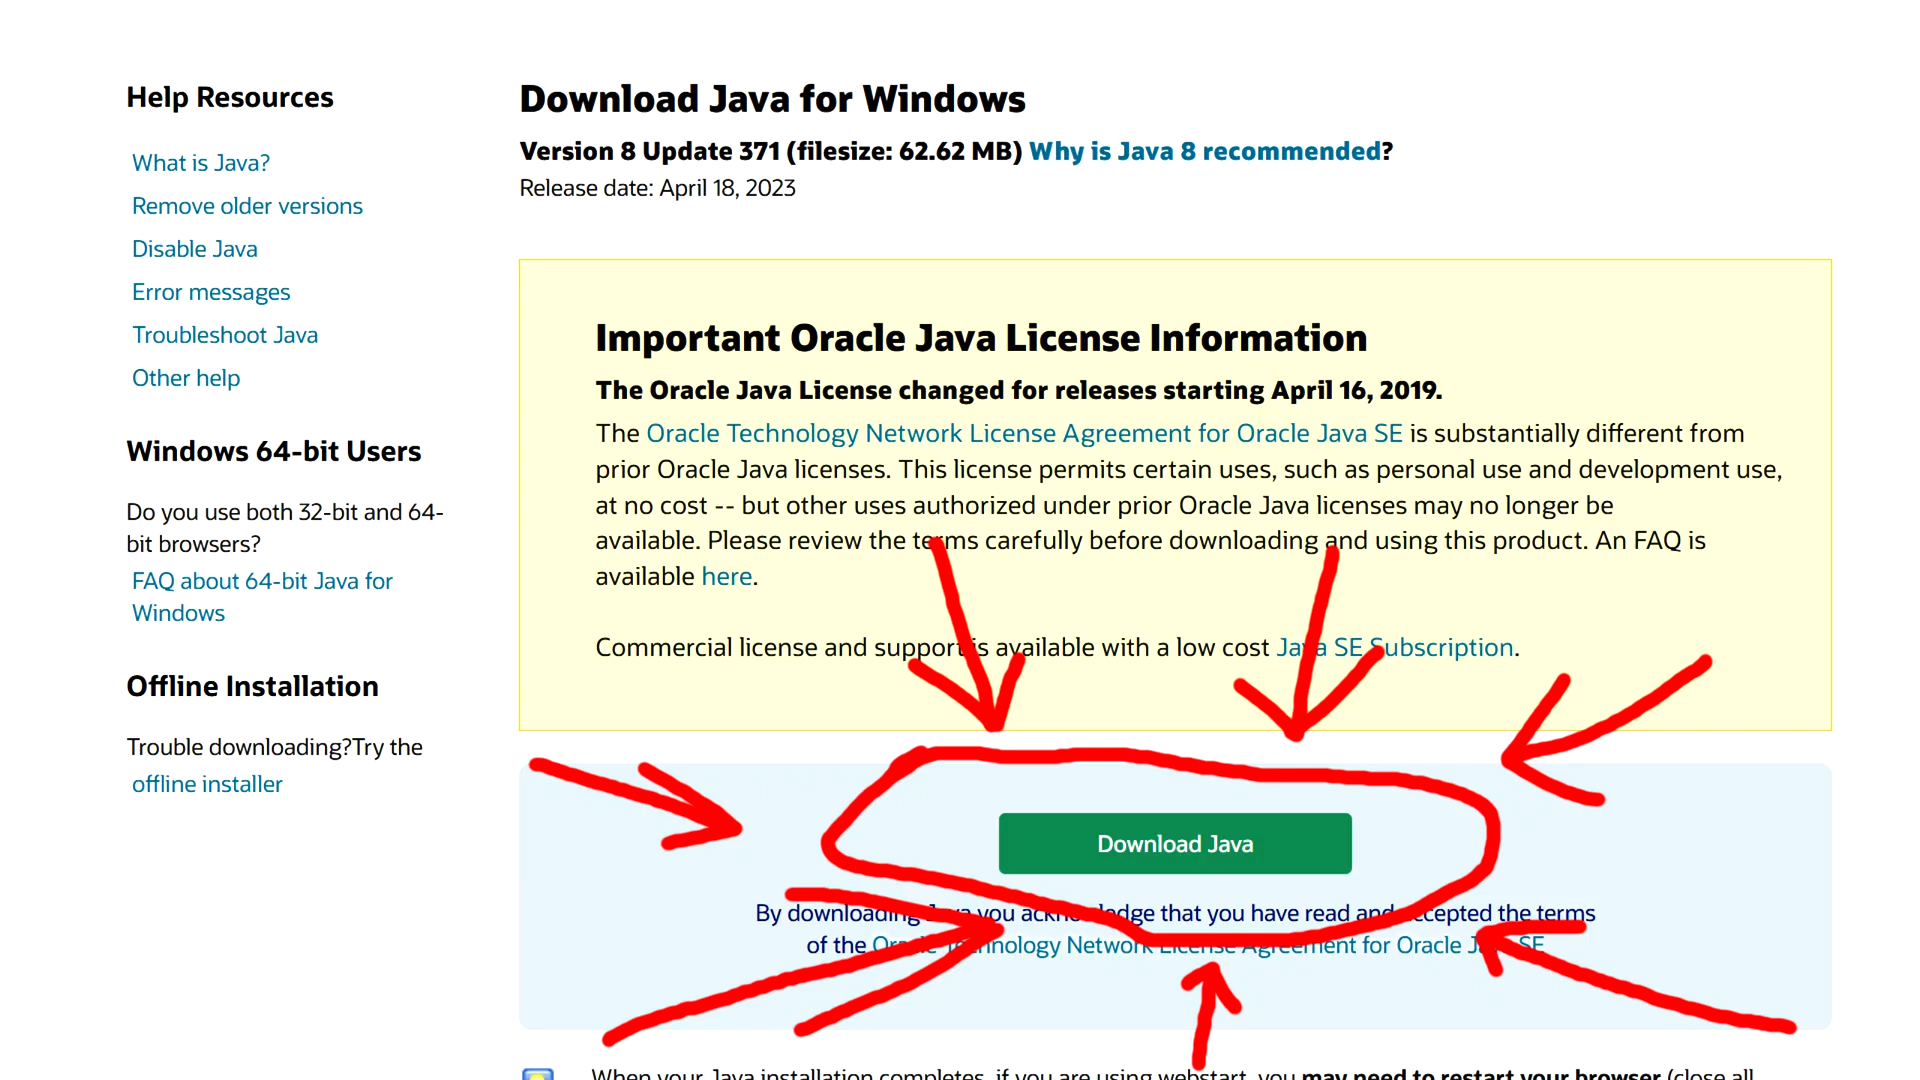 Help Resources
What is Java?
Remove older versions
Disable Java
Error messages
Troubleshoot Java
Other help
Windows 64-bit Users
Do you use both 32-bit and 64-
bit browsers?
FAQ about 64-bit Java for
Windows
Offline Installation
Trouble downloading?Try the
offline installer
Download Java for Windows
Version 8 Update 371 (filesize: 62.62 MB) Why is Java 8 recommended?
Release date: April 18, 2023
Important Oracle Java License Information
The Oracle Java License changed for releases starting April 16, 2019.
The Oracle Technology Network License Agreement for Oracle Java SE is substantially different from
prior Oracle Java licenses. This license permits certain uses, such as personal use and development use,
at no cost -- but other uses authorized under prior Oracle Java licenses may no longer be
available. Please review the terms carefully before downloading and using this product. An FAQ is
available here.
Commercial license and support is available with a low cost Java SE Subscription.
Download Java
By downloading Java you acknowledge that you have read and accepted the terms
of the Oracle Technology Network License Agreement for Oracle Java SE
When your Java installation completes, if you are using webstart, you may need to restart your browser (close all